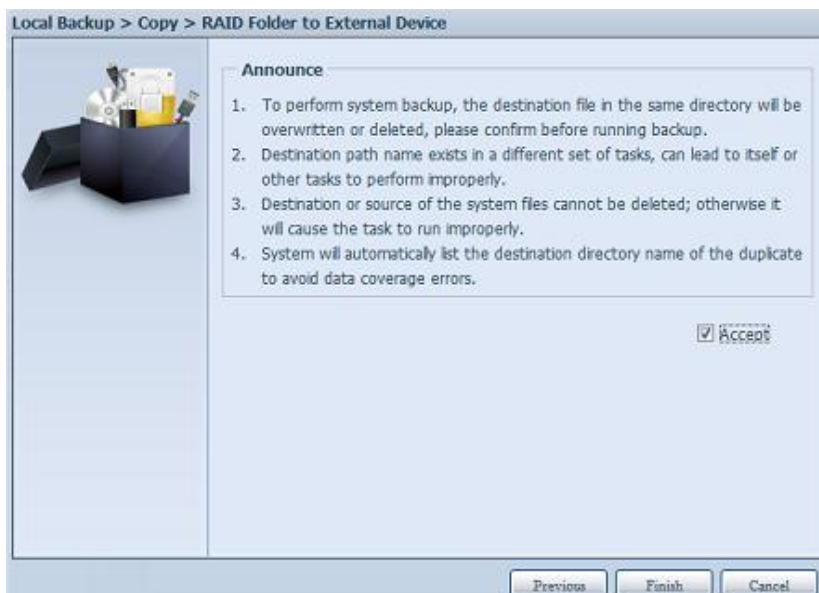 Local Backup > Copy > RAID Folder to External Device
Announce
1. To perform system backup, the destination file in the same directory will be
overwritten or deleted, please confirm before running backup.
2. Destination path name exists in a different set of tasks, can lead to itself or
other tasks to perform improperly.
3. Destination or source of the system files cannot be deleted; otherwise it
will cause the task to run improperly.
4. System will automatically list the destination directory name of the duplicate
to avoid data coverage errors.
Accept
Previous Finish Cancel